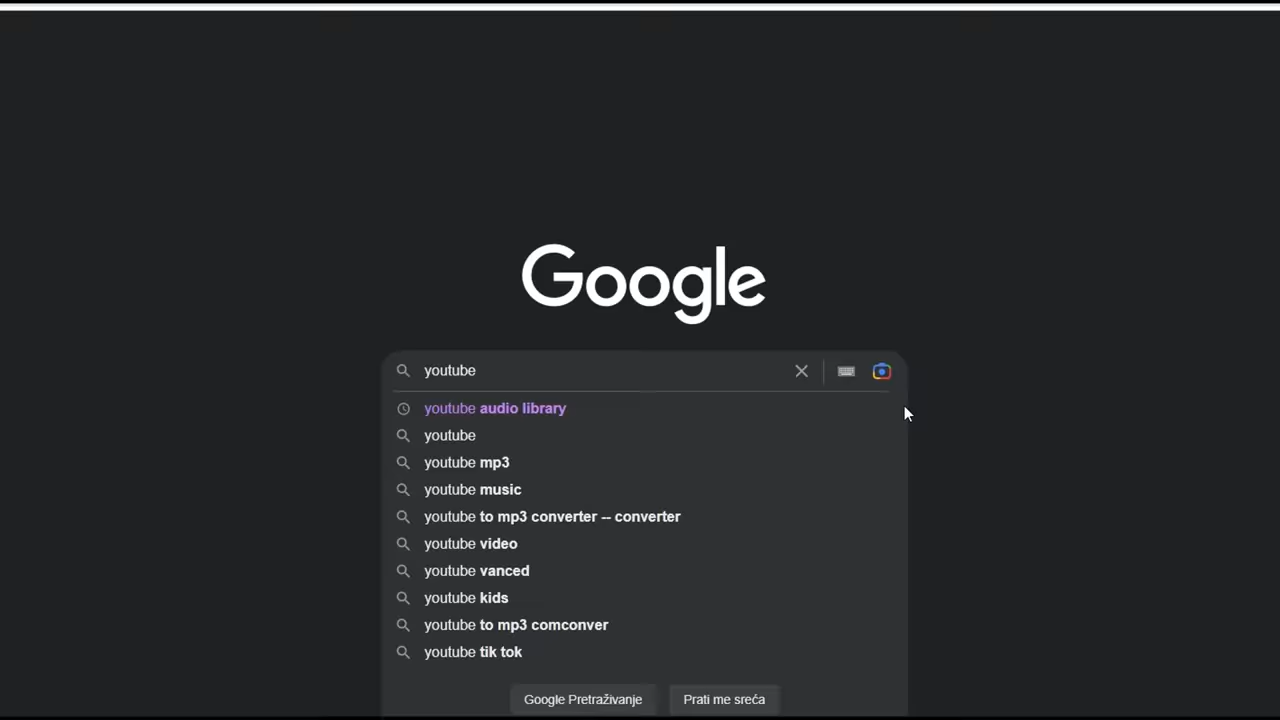 Google
youtube
youtube audio library
youtube
youtube mp3
youtube music
youtube to mp3 converter -- converter
youtube video
youtube vanced
youtube kids
youtube to mp3 comconver
youtube tik tok
Google Pretraživanje Prati me sreća